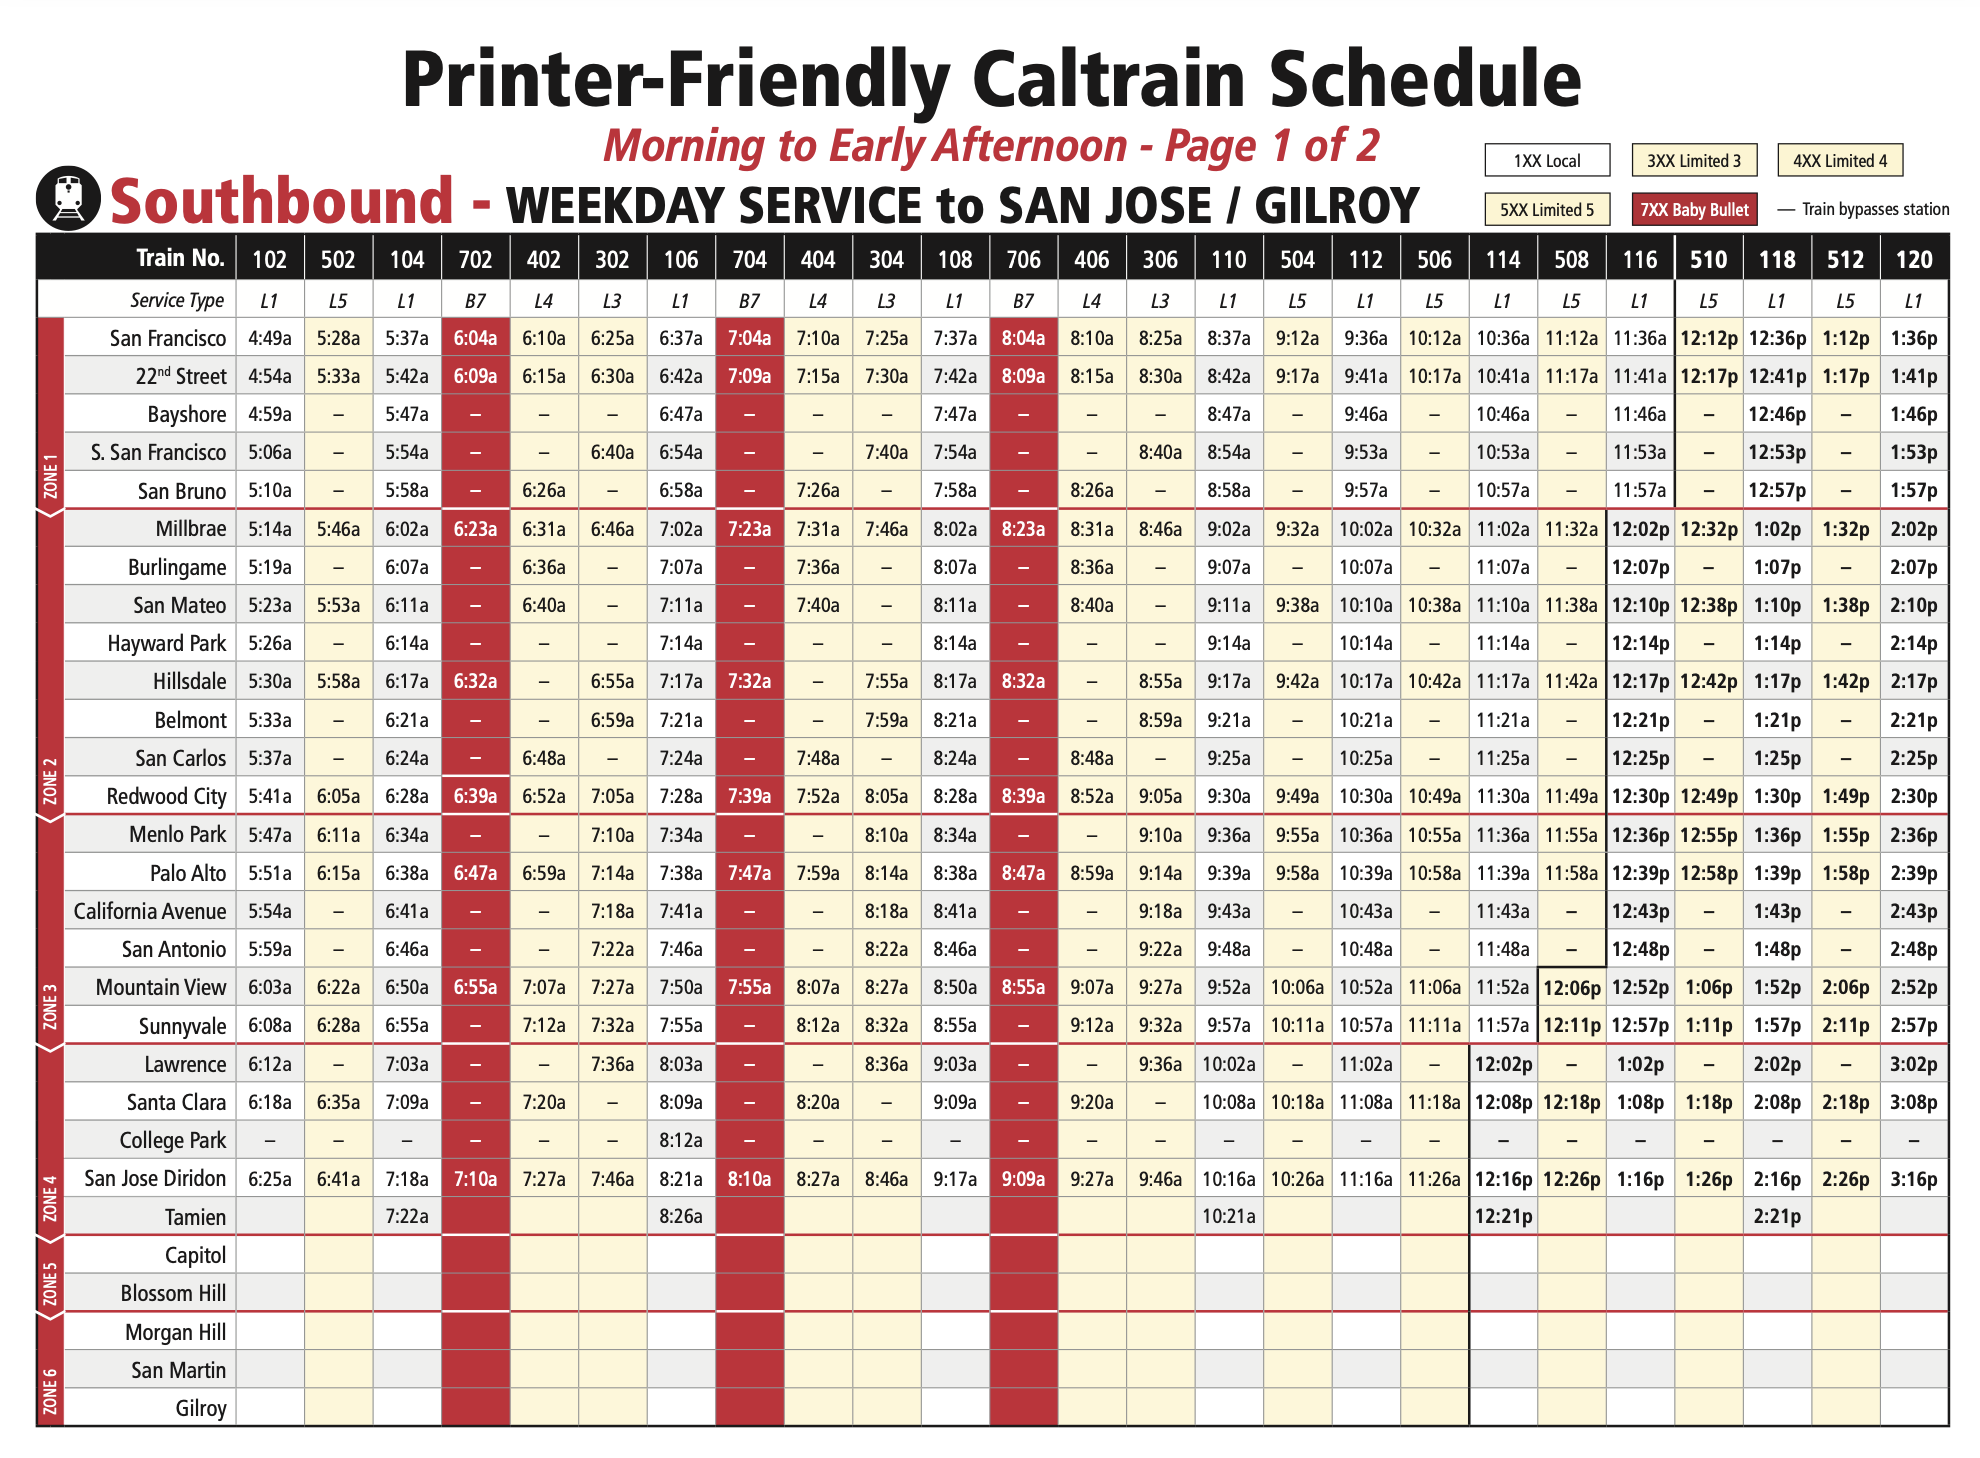 Printer-Friendly Caltrain Schedule
Morning to Early Afternoon - Page 1 of 2
1XX Local 3XX Limited 3 4XX Limited 4
Southbound - WEEKDAY SERVICE to SAN JOSE / GILROY
5XX Limited 5 7XX Baby Bullet — Train bypasses station
Train No. 102 502 104 702 402 302 106 704 404 304 108 706 406 306 110 504 112 506 114 508 116 510 118 512 120
Service Type L1 L5 L1 B7 L4 L3 L1 B7 L4 L3 L1 B7 L4 L3 L1 L5 L1 L5 L1 L5 L1 L5 L1 L5 L1
ZONE 1
San Francisco 4:49a 5:28a 5:37a 6:04a 6:10a 6:25a 6:37a 7:04a 7:10a 7:25a 7:37a 8:04a 8:10a 8:25a 8:37a 9:12a 9:36a 10:12a 10:36a 11:12a 11:36a 12:12p 12:36p 1:12p 1:36p
22nd Street 4:54a 5:33a 5:42a 6:09a 6:15a 6:30a 6:42a 7:09a 7:15a 7:30a 7:42a 8:09a 8:15a 8:30a 8:42a 9:17a 9:41a 10:17a 10:41a 11:17a 11:41a 12:17p 12:41p 1:17p 1:41p
Bayshore 4:59a – 5:47a – – – 6:47a – – – 7:47a – – – 8:47a – 9:46a – 10:46a – 11:46a – 12:46p – 1:46p
S. San Francisco 5:06a – 5:54a – – 6:40a 6:54a – – 7:40a 7:54a – – 8:40a 8:54a – 9:53a – 10:53a – 11:53a – 12:53p – 1:53p
San Bruno 5:10a – 5:58a – 6:26a – 6:58a – 7:26a – 7:58a – 8:26a – 8:58a – 9:57a – 10:57a – 11:57a – 12:57p – 1:57p
ZONE 2
Millbrae 5:14a 5:46a 6:02a 6:23a 6:31a 6:46a 7:02a 7:23a 7:31a 7:46a 8:02a 8:23a 8:31a 8:46a 9:02a 9:32a 10:02a 10:32a 11:02a 11:32a 12:02p 12:32p 1:02p 1:32p 2:02p
Burlingame 5:19a – 6:07a – 6:36a – 7:07a – 7:36a – 8:07a – 8:36a – 9:07a – 10:07a – 11:07a – 12:07p – 1:07p – 2:07p
San Mateo 5:23a 5:53a 6:11a – 6:40a – 7:11a – 7:40a – 8:11a – 8:40a – 9:11a 9:38a 10:10a 10:38a 11:10a 11:38a 12:10p 12:38p 1:10p 1:38p 2:10p
Hayward Park 5:26a – 6:14a – – – 7:14a – – – 8:14a – – – 9:14a – 10:14a – 11:14a – 12:14p – 1:14p – 2:14p
Hillsdale 5:30a 5:58a 6:17a 6:32a – 6:55a 7:17a 7:32a – 7:55a 8:17a 8:32a – 8:55a 9:17a 9:42a 10:17a 10:42a 11:17a 11:42a 12:17p 12:42p 1:17p 1:42p 2:17p
Belmont 5:33a – 6:21a – – 6:59a 7:21a – – 7:59a 8:21a – – 8:59a 9:21a – 10:21a – 11:21a – 12:21p – 1:21p – 2:21p
San Carlos 5:37a – 6:24a – 6:48a – 7:24a – 7:48a – 8:24a – 8:48a – 9:25a – 10:25a – 11:25a – 12:25p – 1:25p – 2:25p
Redwood City 5:41a 6:05a 6:28a 6:39a 6:52a 7:05a 7:28a 7:39a 7:52a 8:05a 8:28a 8:39a 8:52a 9:05a 9:30a 9:49a 10:30a 10:49a 11:30a 11:49a 12:30p 12:49p 1:30p 1:49p 2:30p
ZONE 3
Menlo Park 5:47a 6:11a 6:34a – – 7:10a 7:34a – – 8:10a 8:34a – – 9:10a 9:36a 9:55a 10:36a 10:55a 11:36a 11:55a 12:36p 12:55p 1:36p 1:55p 2:36p
Palo Alto 5:51a 6:15a 6:38a 6:47a 6:59a 7:14a 7:38a 7:47a 7:59a 8:14a 8:38a 8:47a 8:59a 9:14a 9:39a 9:58a 10:39a 10:58a 11:39a 11:58a 12:39p 12:58p 1:39p 1:58p 2:39p
California Avenue 5:54a – 6:41a – – 7:18a 7:41a – – 8:18a 8:41a – – 9:18a 9:43a – 10:43a – 11:43a – 12:43p – 1:43p – 2:43p
San Antonio 5:59a – 6:46a – – 7:22a 7:46a – – 8:22a 8:46a – – 9:22a 9:48a – 10:48a – 11:48a – 12:48p – 1:48p – 2:48p
Mountain View 6:03a 6:22a 6:50a 6:55a 7:07a 7:27a 7:50a 7:55a 8:07a 8:27a 8:50a 8:55a 9:07a 9:27a 9:52a 10:06a 10:52a 11:06a 11:52a 12:06p 12:52p 1:06p 1:52p 2:06p 2:52p
Sunnyvale 6:08a 6:28a 6:55a – 7:12a 7:32a 7:55a – 8:12a 8:32a 8:55a – 9:12a 9:32a 9:57a 10:11a 10:57a 11:11a 11:57a 12:11p 12:57p 1:11p 1:57p 2:11p 2:57p
ZONE 4
Lawrence 6:12a – 7:03a – – 7:36a 8:03a – – 8:36a 9:03a – – 9:36a 10:02a – 11:02a – 12:02p – 1:02p – 2:02p – 3:02p
Santa Clara 6:18a 6:35a 7:09a – 7:20a – 8:09a – 8:20a – 9:09a – 9:20a – 10:08a 10:18a 11:08a 11:18a 12:08p 12:18p 1:08p 1:18p 2:08p 2:18p 3:08p
College Park – – – – – – 8:12a – – – – – – – – – – – – – – – – – –
San Jose Diridon 6:25a 6:41a 7:18a 7:10a 7:27a 7:46a 8:21a 8:10a 8:27a 8:46a 9:17a 9:09a 9:27a 9:46a 10:16a 10:26a 11:16a 11:26a 12:16p 12:26p 1:16p 1:26p 2:16p 2:26p 3:16p
Tamien 7:22a 8:26a 10:21a 12:21p 2:21p
ZONE 5
Capitol
Blossom Hill
ZONE 6
Morgan Hill
San Martin
Gilroy